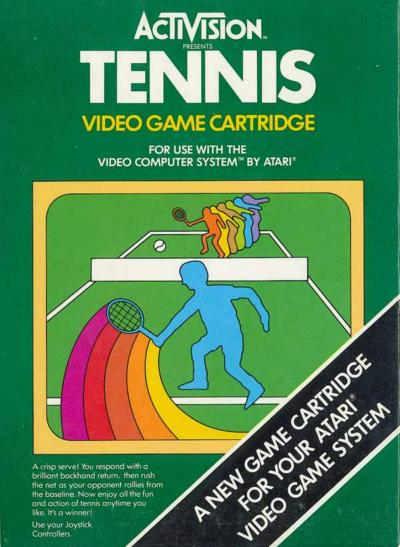 ACTIVISION™
PRESENTS
TENNIS
VIDEO GAME CARTRIDGE
FOR USE WITH THE
VIDEO COMPUTER SYSTEM™ BY ATARI®
A NEW GAME CARTRIDGE
FOR YOUR ATARI®
VIDEO GAME SYSTEM
A crisp serve! You respond with a
brilliant backhand return, then rush
the net as your opponent rallies from
the baseline. Now enjoy all the fun
and action of tennis anytime you
like. It's a winner!
Use your Joystick
Controllers.